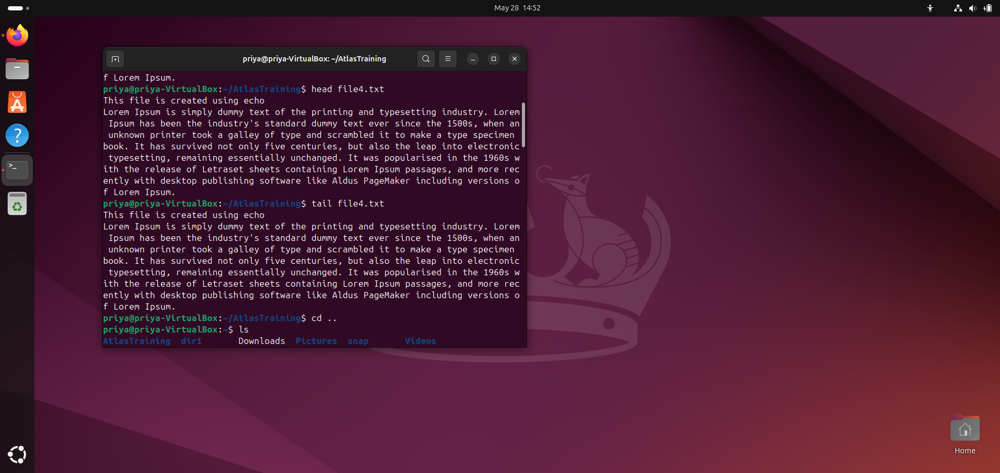 May 28 14:52
priya@priya-VirtualBox: ~/AtlasTraining
f Lorem Ipsum.
priya@priya-VirtualBox:~/AtlasTraining$ head file4.txt
This file is created using echo
Lorem Ipsum is simply dummy text of the printing and typesetting industry. Lorem
 Ipsum has been the industry's standard dummy text ever since the 1500s, when an
 unknown printer took a galley of type and scrambled it to make a type specimen
book. It has survived not only five centuries, but also the leap into electronic
 typesetting, remaining essentially unchanged. It was popularised in the 1960s w
ith the release of Letraset sheets containing Lorem Ipsum passages, and more rec
ently with desktop publishing software like Aldus PageMaker including versions o
f Lorem Ipsum.
priya@priya-VirtualBox:~/AtlasTraining$ tail file4.txt
This file is created using echo
Lorem Ipsum is simply dummy text of the printing and typesetting industry. Lorem
 Ipsum has been the industry's standard dummy text ever since the 1500s, when an
 unknown printer took a galley of type and scrambled it to make a type specimen
book. It has survived not only five centuries, but also the leap into electronic
 typesetting, remaining essentially unchanged. It was popularised in the 1960s w
ith the release of Letraset sheets containing Lorem Ipsum passages, and more rec
ently with desktop publishing software like Aldus PageMaker including versions o
f Lorem Ipsum.
priya@priya-VirtualBox:~/AtlasTraining$ cd ..
priya@priya-VirtualBox:~$ ls
AtlasTraining  dir1       Downloads  Pictures  snap       Videos
Home